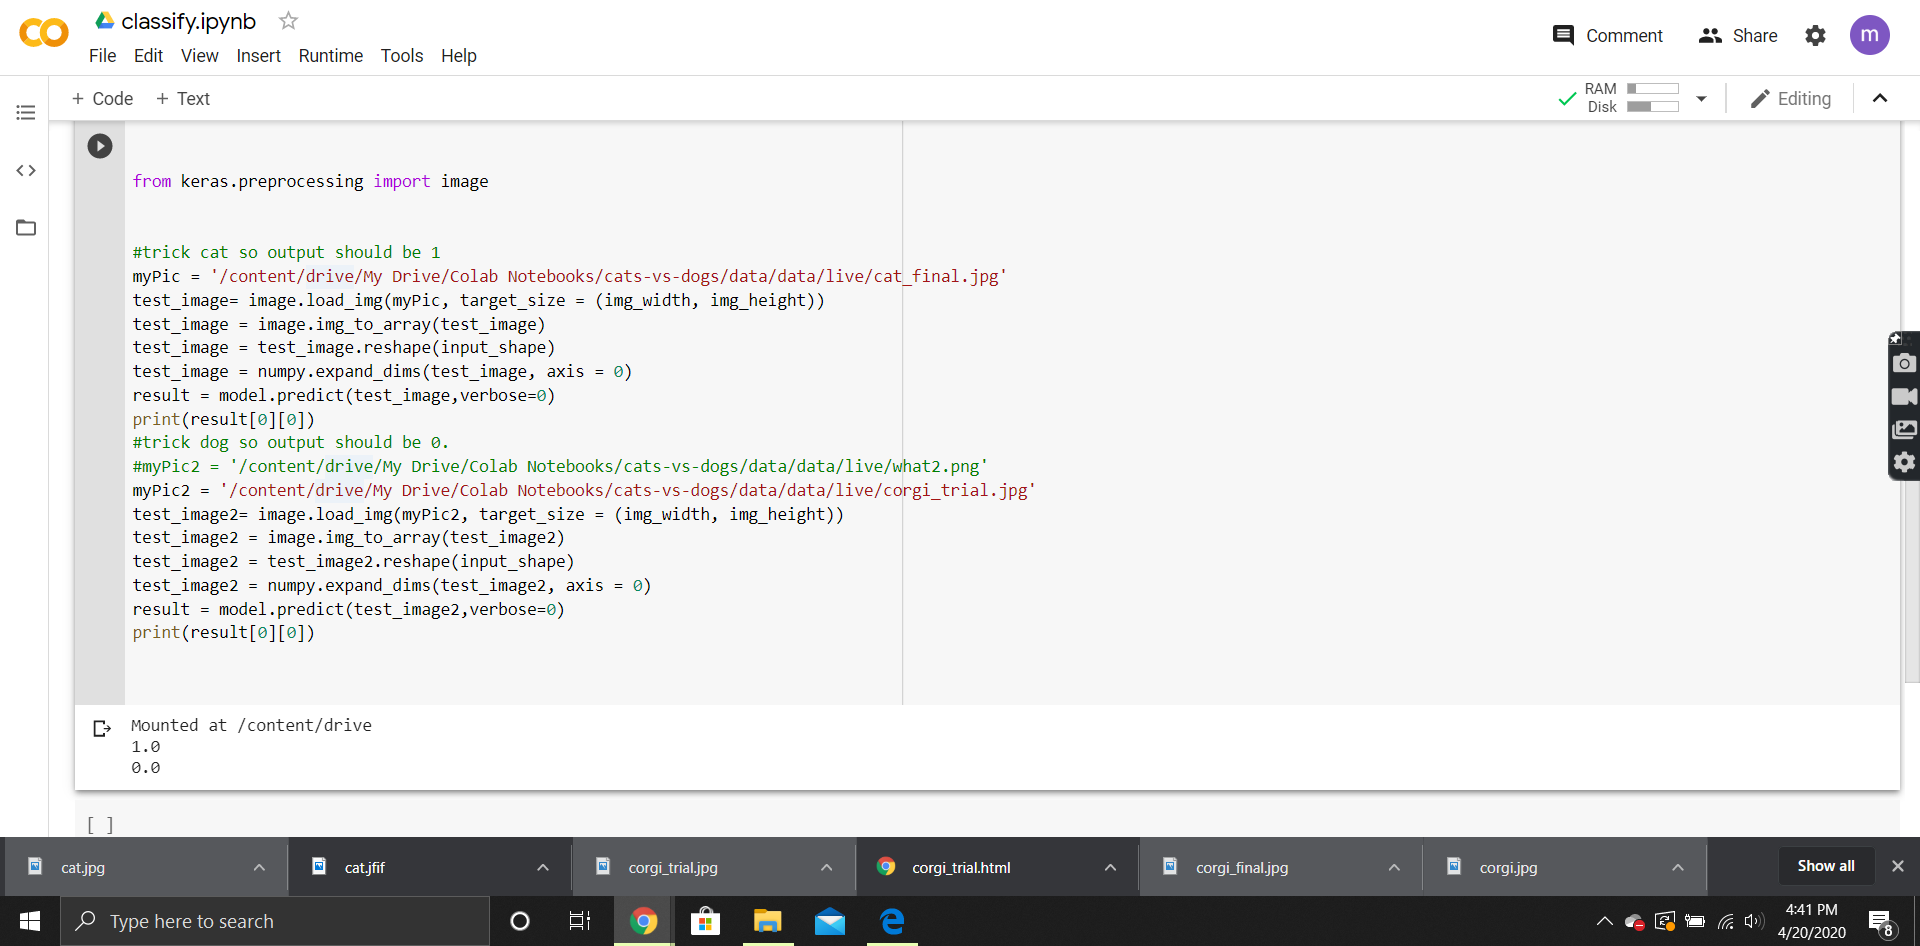 classify.ipynb
File Edit View Insert Runtime Tools Help
Comment
Share
m
+ Code + Text
RAM
Disk
Editing
from keras.preprocessing import image
#trick cat so output should be 1
myPic = '/content/drive/My Drive/Colab Notebooks/cats-vs-dogs/data/data/live/cat_final.jpg'
test_image= image.load_img(myPic, target_size = (img_width, img_height))
test_image = image.img_to_array(test_image)
test_image = test_image.reshape(input_shape)
test_image = numpy.expand_dims(test_image, axis = 0)
result = model.predict(test_image,verbose=0)
print(result[0][0])
#trick dog so output should be 0.
#myPic2 = '/content/drive/My Drive/Colab Notebooks/cats-vs-dogs/data/data/live/what2.png'
myPic2 = '/content/drive/My Drive/Colab Notebooks/cats-vs-dogs/data/data/live/corgi_trial.jpg'
test_image2= image.load_img(myPic2, target_size = (img_width, img_height))
test_image2 = image.img_to_array(test_image2)
test_image2 = test_image2.reshape(input_shape)
test_image2 = numpy.expand_dims(test_image2, axis = 0)
result = model.predict(test_image2,verbose=0)
print(result[0][0])
Mounted at /content/drive
1.0
0.0
[ ]
cat.jpg
cat.jfif
corgi_trial.jpg
corgi_trial.html
corgi_final.jpg
corgi.jpg
Show all
Type here to search
4:41 PM
4/20/2020
8